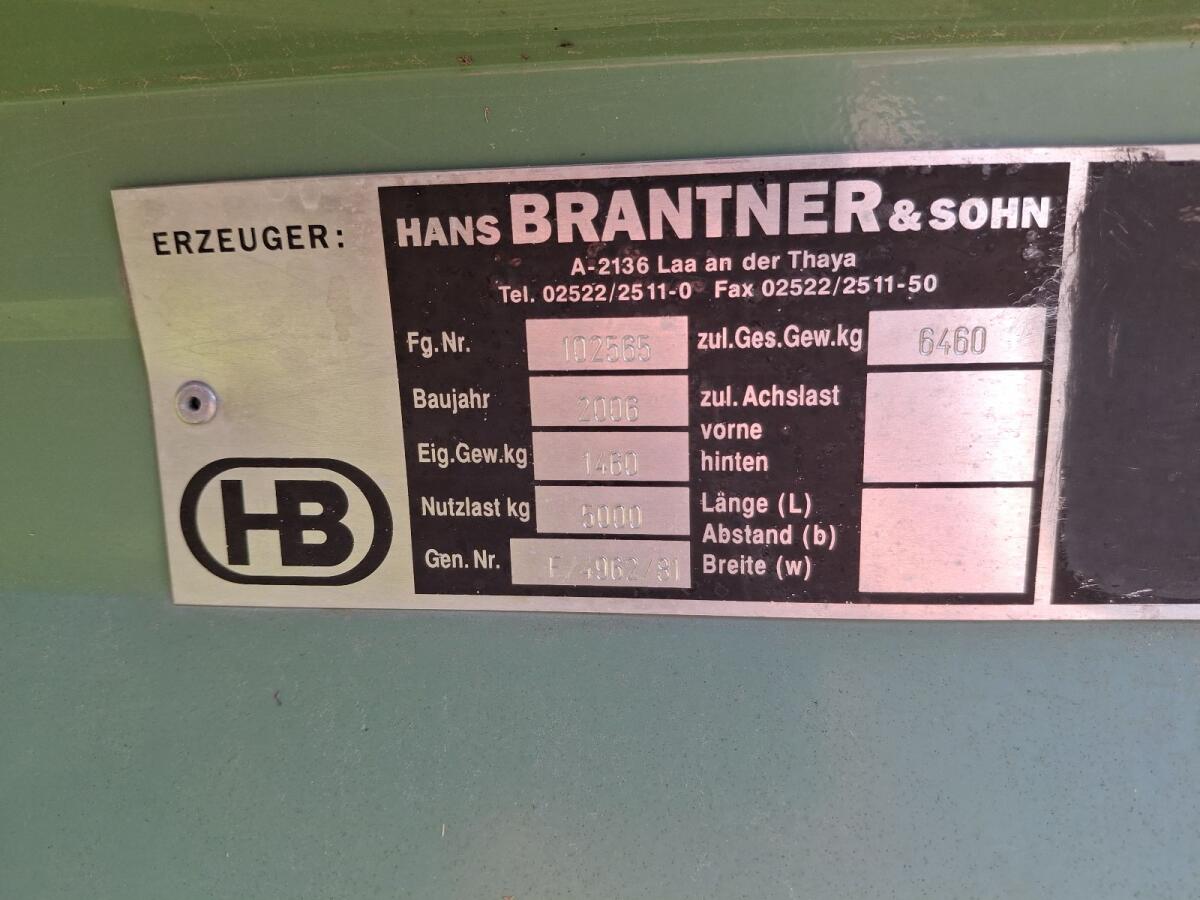 ERZEUGER:
HANS BRANTNER & SOHN
A-2136 Laa an der Thaya
Tel. 02522/2511-0 Fax 02522/2511-50
Fg.Nr. 102565 zul.Ges.Gew.kg 6460
Baujahr 2006 zul. Achslast
vorne
Eig.Gew.kg 1460 hinten
Nutzlast kg 5000 Länge (L)
Abstand (b)
Gen. Nr. E/4962/81 Breite (w)
HB